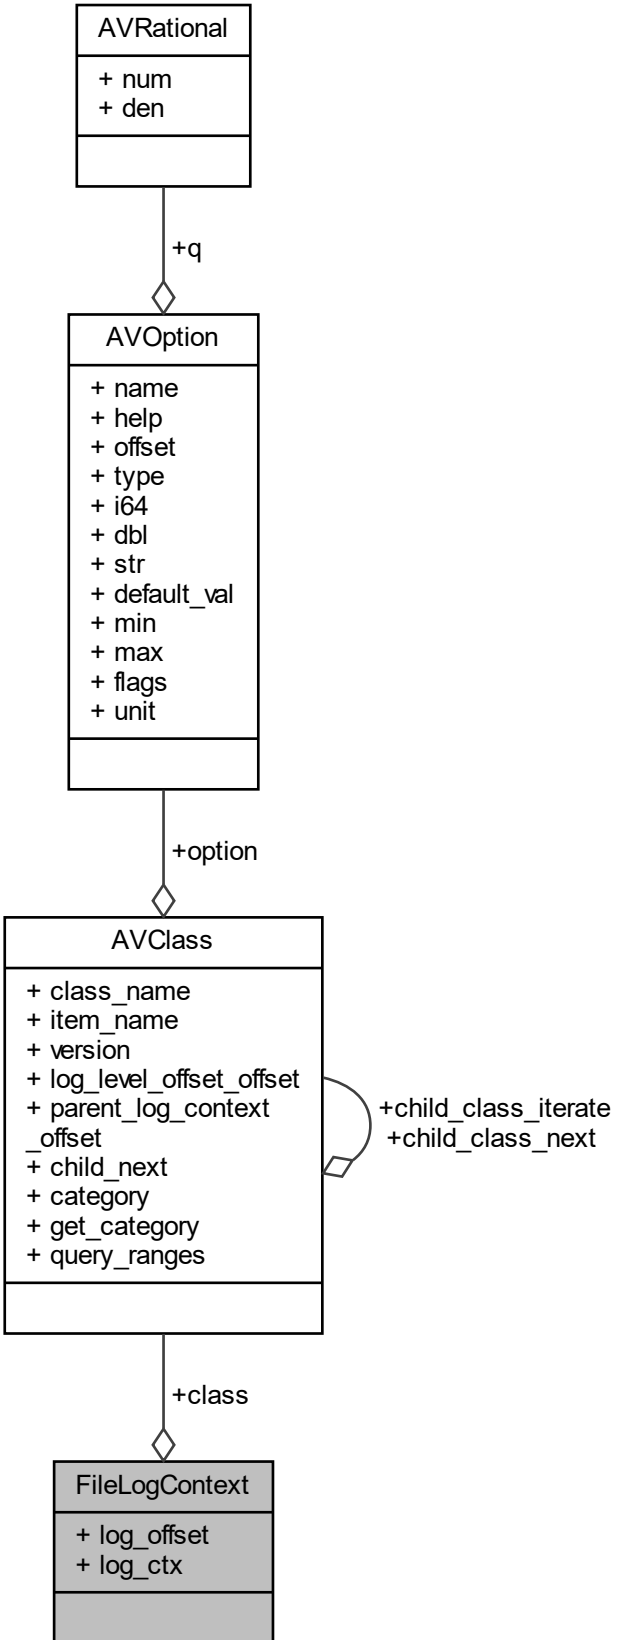 AVRational
+ num
+ den
+q
AVOption
+ name
+ help
+ offset
+ type
+ i64
+ dbl
+ str
+ default_val
+ min
+ max
+ flags
+ unit
+option
AVClass
+ class_name
+ item_name
+ version
+ log_level_offset_offset
+ parent_log_context
_offset
+ child_next
+ category
+ get_category
+ query_ranges
+child_class_iterate
+child_class_next
+class
FileLogContext
+ log_offset
+ log_ctx